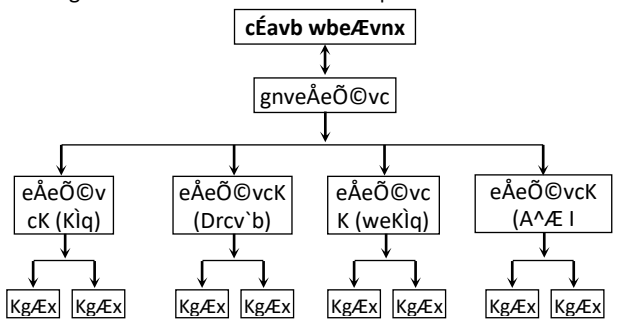 cÉavb wbeÆvnx
gnveÅeÕ©vc
eÅeÕ©v
cK (KÌq)
eÅeÕ©vcK
(Drcv`b)
eÅeÕ©vc
K (weKÌq)
eÅeÕ©vcK
(A^Æ I
KgÆx
KgÆx
KgÆx
KgÆx
KgÆx
KgÆx
KgÆx
KgÆx